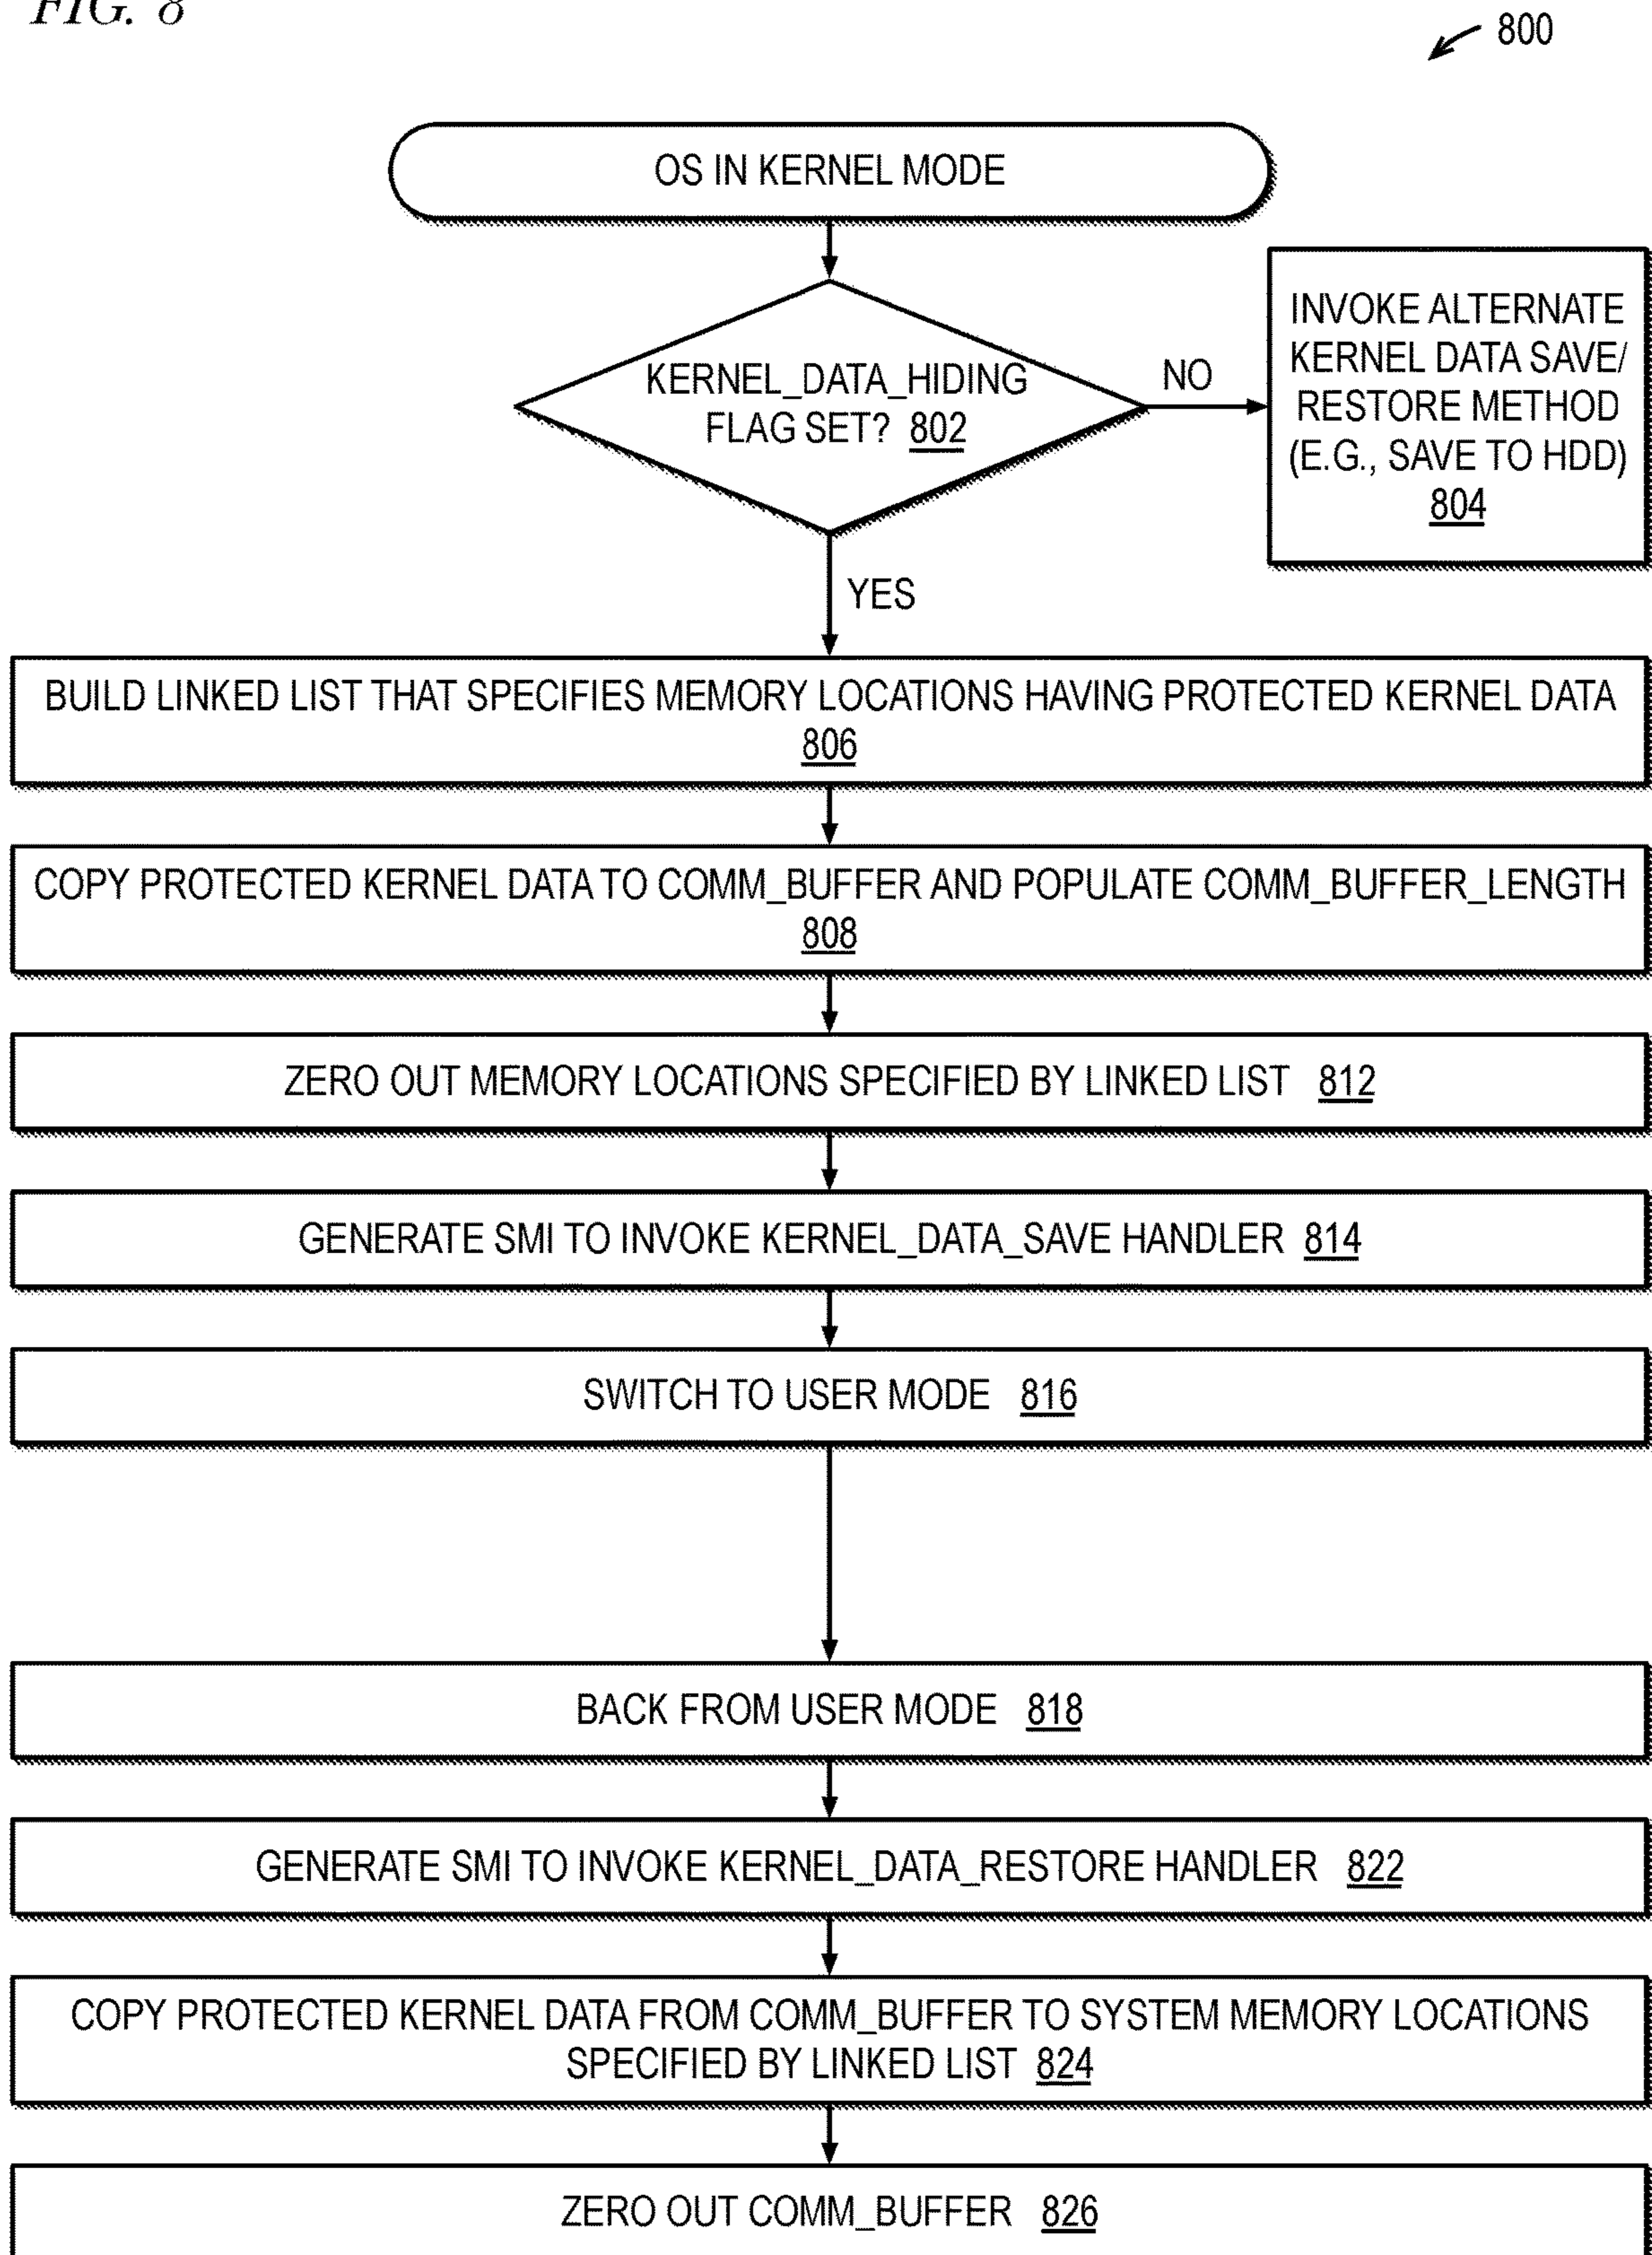 FIG. 8
800
OS IN KERNEL MODE
KERNEL_DATA_HIDING
FLAG SET? 802
NO
INVOKE ALTERNATE
KERNEL DATA SAVE/
RESTORE METHOD
(E.G., SAVE TO HDD)
804
YES
BUILD LINKED LIST THAT SPECIFIES MEMORY LOCATIONS HAVING PROTECTED KERNEL DATA
806
COPY PROTECTED KERNEL DATA TO COMM_BUFFER AND POPULATE COMM_BUFFER_LENGTH
808
ZERO OUT MEMORY LOCATIONS SPECIFIED BY LINKED LIST 812
GENERATE SMI TO INVOKE KERNEL_DATA_SAVE HANDLER 814
SWITCH TO USER MODE 816
BACK FROM USER MODE 818
GENERATE SMI TO INVOKE KERNEL_DATA_RESTORE HANDLER 822
COPY PROTECTED KERNEL DATA FROM COMM_BUFFER TO SYSTEM MEMORY LOCATIONS
SPECIFIED BY LINKED LIST 824
ZERO OUT COMM_BUFFER 826